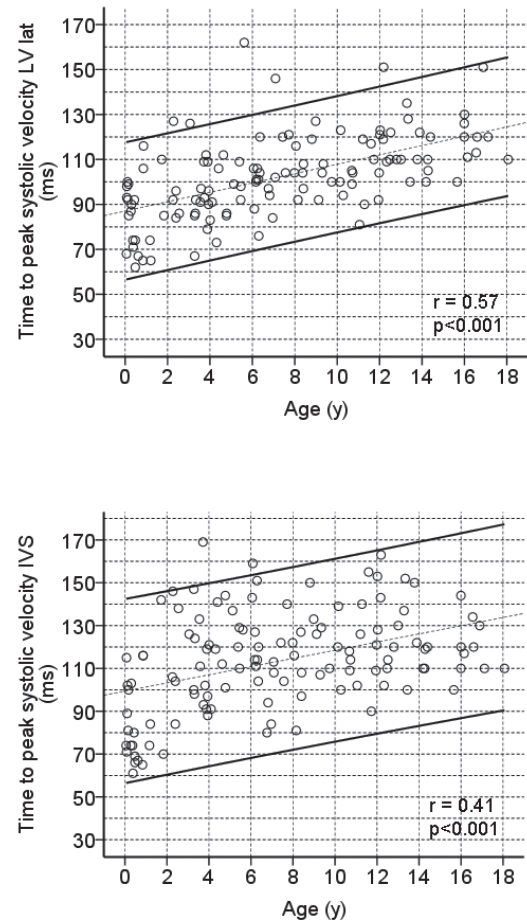 Time to peak systolic velocity LV lat
(ms)
170
150
130
110
90
70
50
30
r = 0.57
p<0.001
0 2 4 6 8 10 12 14 16 18
Age (y)
Time to peak systolic velocity IVS
(ms)
170
150
130
110
90
70
50
30
r = 0.41
p<0.001
0 2 4 6 8 10 12 14 16 18
Age (y)